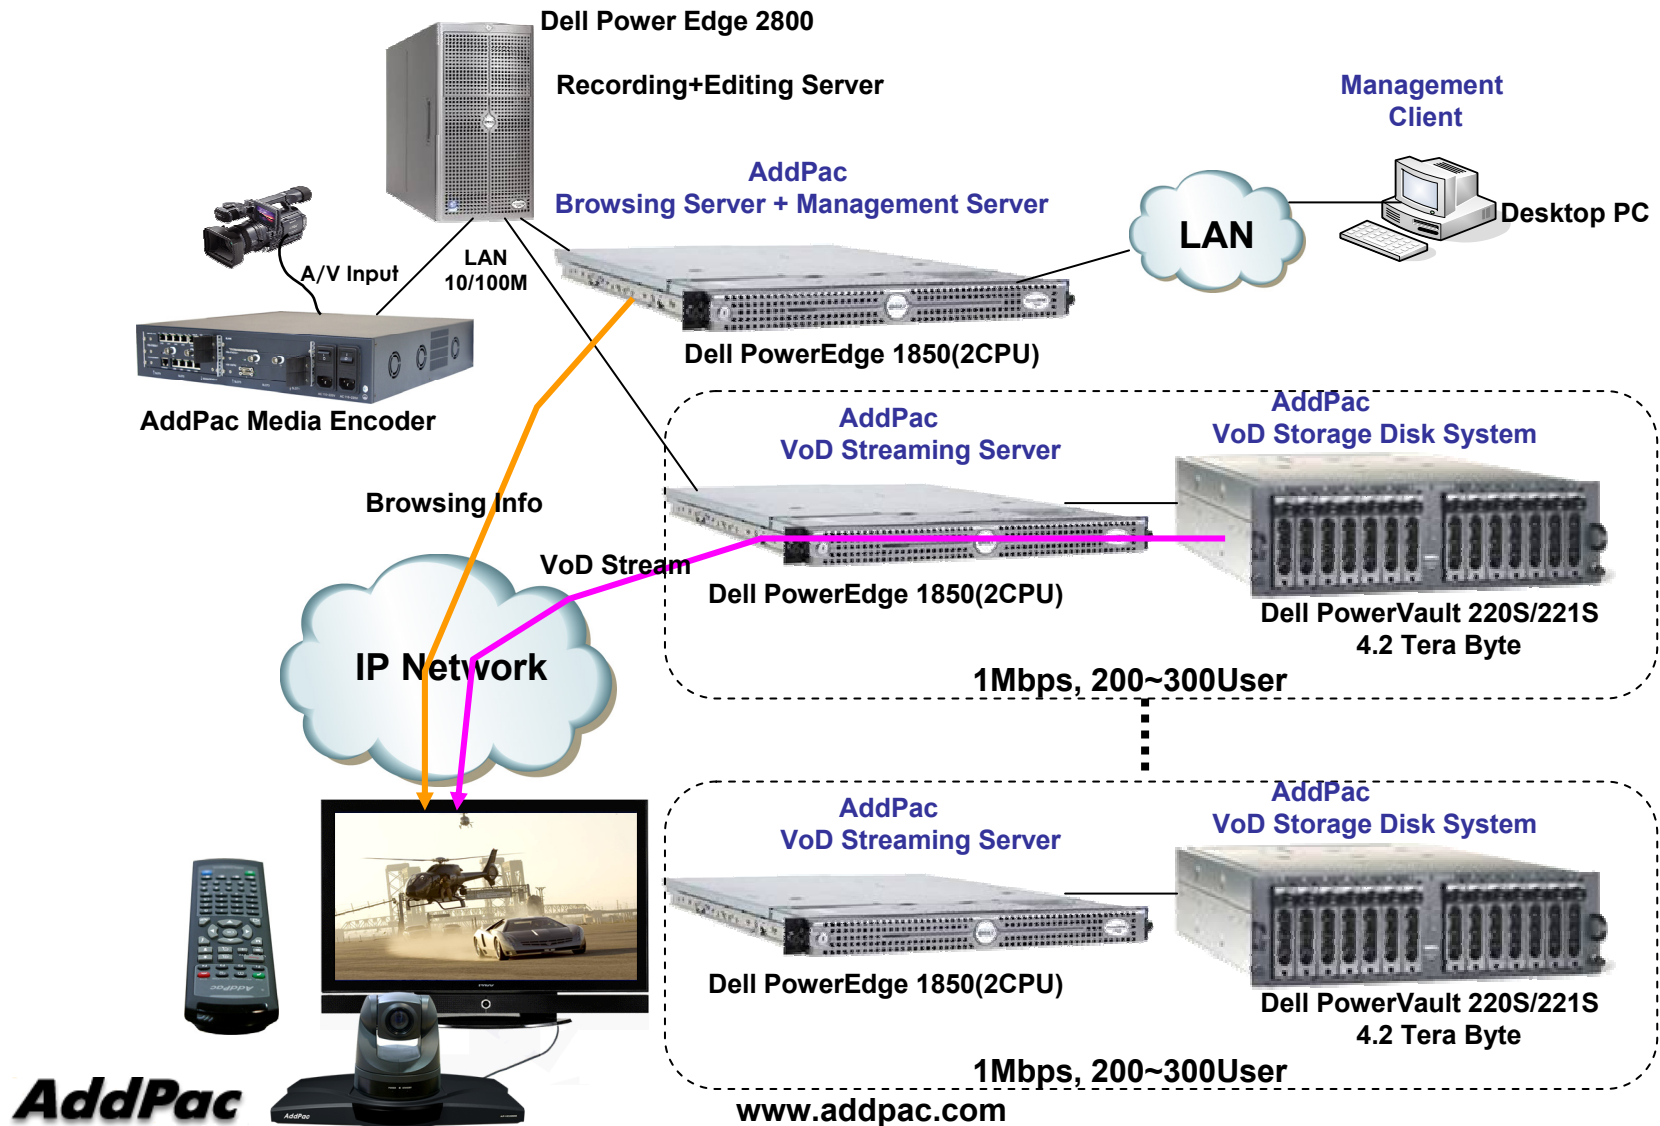 Dell Power Edge 2800
Recording+Editing Server
Management
Client
AddPac
Browsing Server + Management Server
LAN
Desktop PC
A/V Input
LAN
10/100M
Dell PowerEdge 1850(2CPU)
AddPac Media Encoder
AddPac
VoD Streaming Server
AddPac
VoD Storage Disk System
Browsing Info
VoD Stream
Dell PowerEdge 1850(2CPU)
Dell PowerVault 220S/221S
4.2 Tera Byte
IP Network
1Mbps, 200~300User
AddPac
VoD Streaming Server
AddPac
VoD Storage Disk System
Dell PowerEdge 1850(2CPU)
Dell PowerVault 220S/221S
4.2 Tera Byte
1Mbps, 200~300User
AddPac
AddPac
AddPac
www.addpac.com